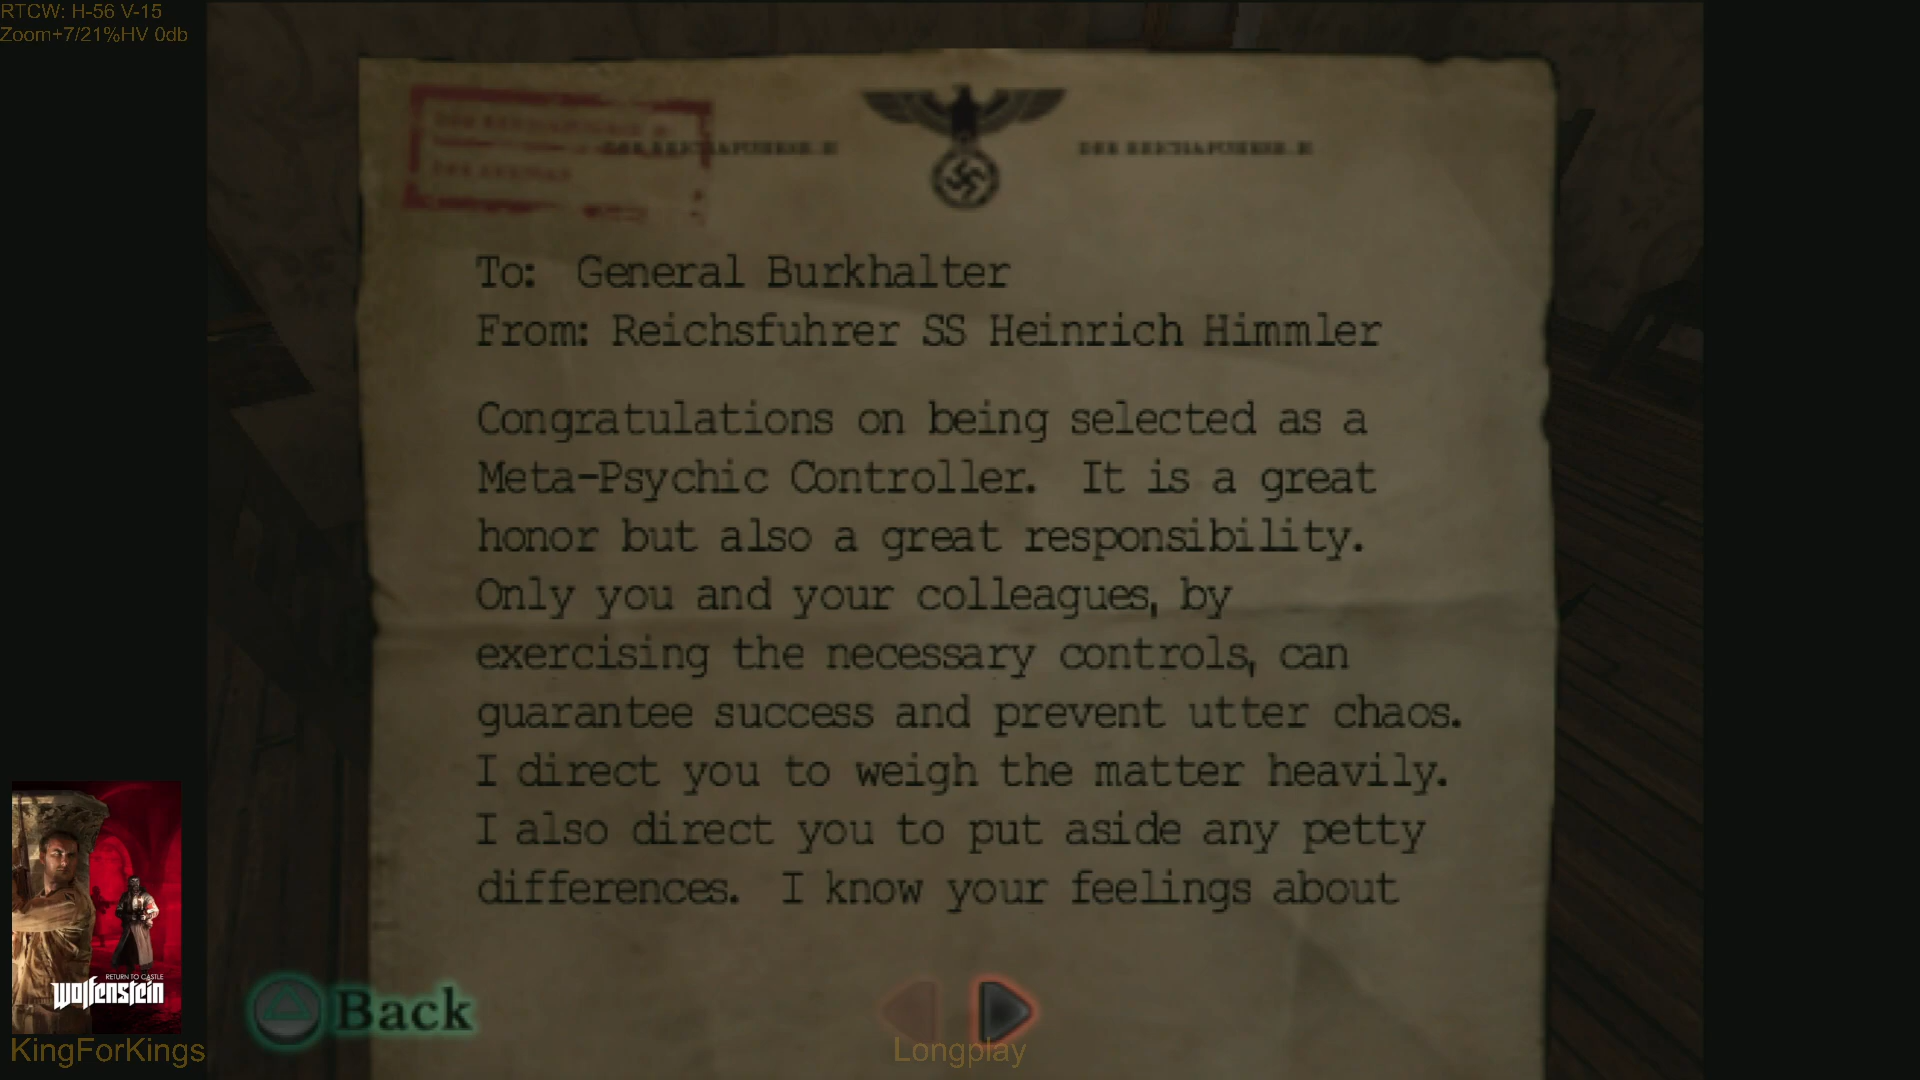 RTCW: H-56 V-15
Zoom+7/21%HV 0db
To: General Burkhalter
From: Reichsfuhrer SS Heinrich Himmler
Congratulations on being selected as a
Meta-Psychic Controller. It is a great
honor but also a great responsibility.
Only you and your colleagues, by
exercising the necessary controls, can
guarantee success and prevent utter chaos.
I direct you to weigh the matter heavily.
I also direct you to put aside any petty
differences. I know your feelings about
RETURN TO CASTLE
Wolfenstein
Back
KingForKings
Longplay